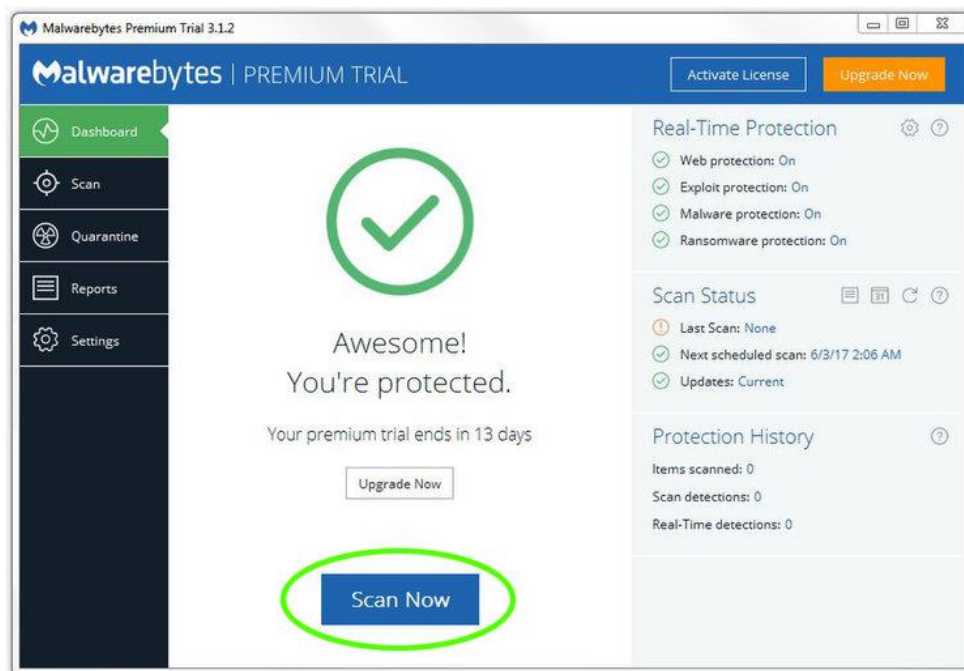 Malwarebytes Premium Trial 3.1.2
Malwarebytes | PREMIUM TRIAL
Activate License
Upgrade Now
Dashboard
Scan
Quarantine
Reports
Settings
Awesome!
You're protected.
Your premium trial ends in 13 days
Upgrade Now
Scan Now
Real-Time Protection
Web protection: On
Exploit protection: On
Malware protection: On
Ransomware protection: On
Scan Status
31
Last Scan: None
Next scheduled scan: 6/3/17 2:06 AM
Updates: Current
Protection History
Items scanned: 0
Scan detections: 0
Real-Time detections: 0